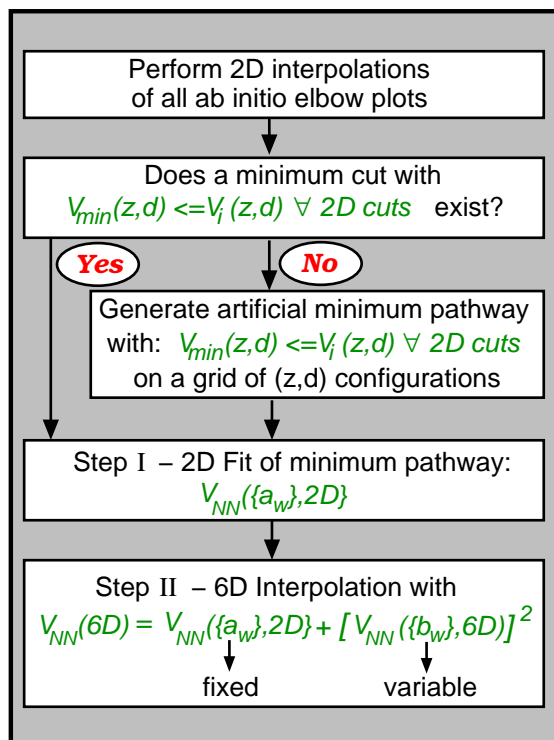 Perform 2D interpolations
of all ab initio elbow plots
Does a minimum cut with
V_min(z,d) <=V_i (z,d) ∀ 2D cuts exist?
Yes
No
Generate artificial minimum pathway
with: V_min(z,d) <=V_i (z,d) ∀ 2D cuts
on a grid of (z,d) configurations
Step I – 2D Fit of minimum pathway:
V_NN({a_w},2D}
Step II – 6D Interpolation with
V_NN(6D) = V_NN({a_w},2D} + [V_NN ({b_w},6D)]^2
fixed
variable